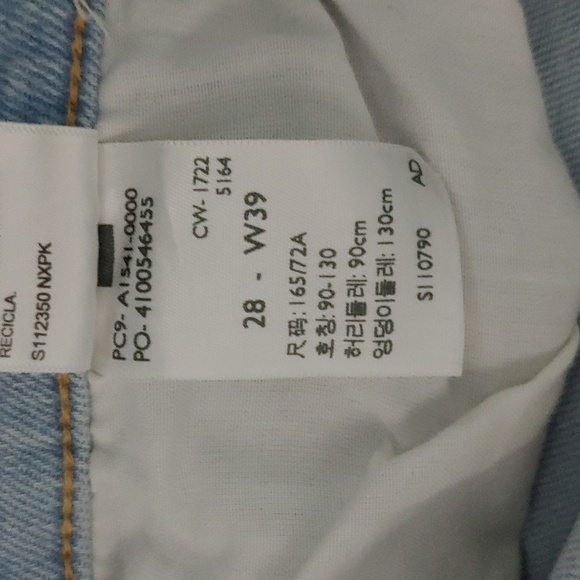 RECICLA.
S112350 NXPK
PC9- A1541-0000
PO- 4100546455
CW- 1722
5164
28 - W39
尺码: 165/72A
호칭: 90-130
허리둘레: 90cm
엉덩이둘레: 130cm
S110790 AD